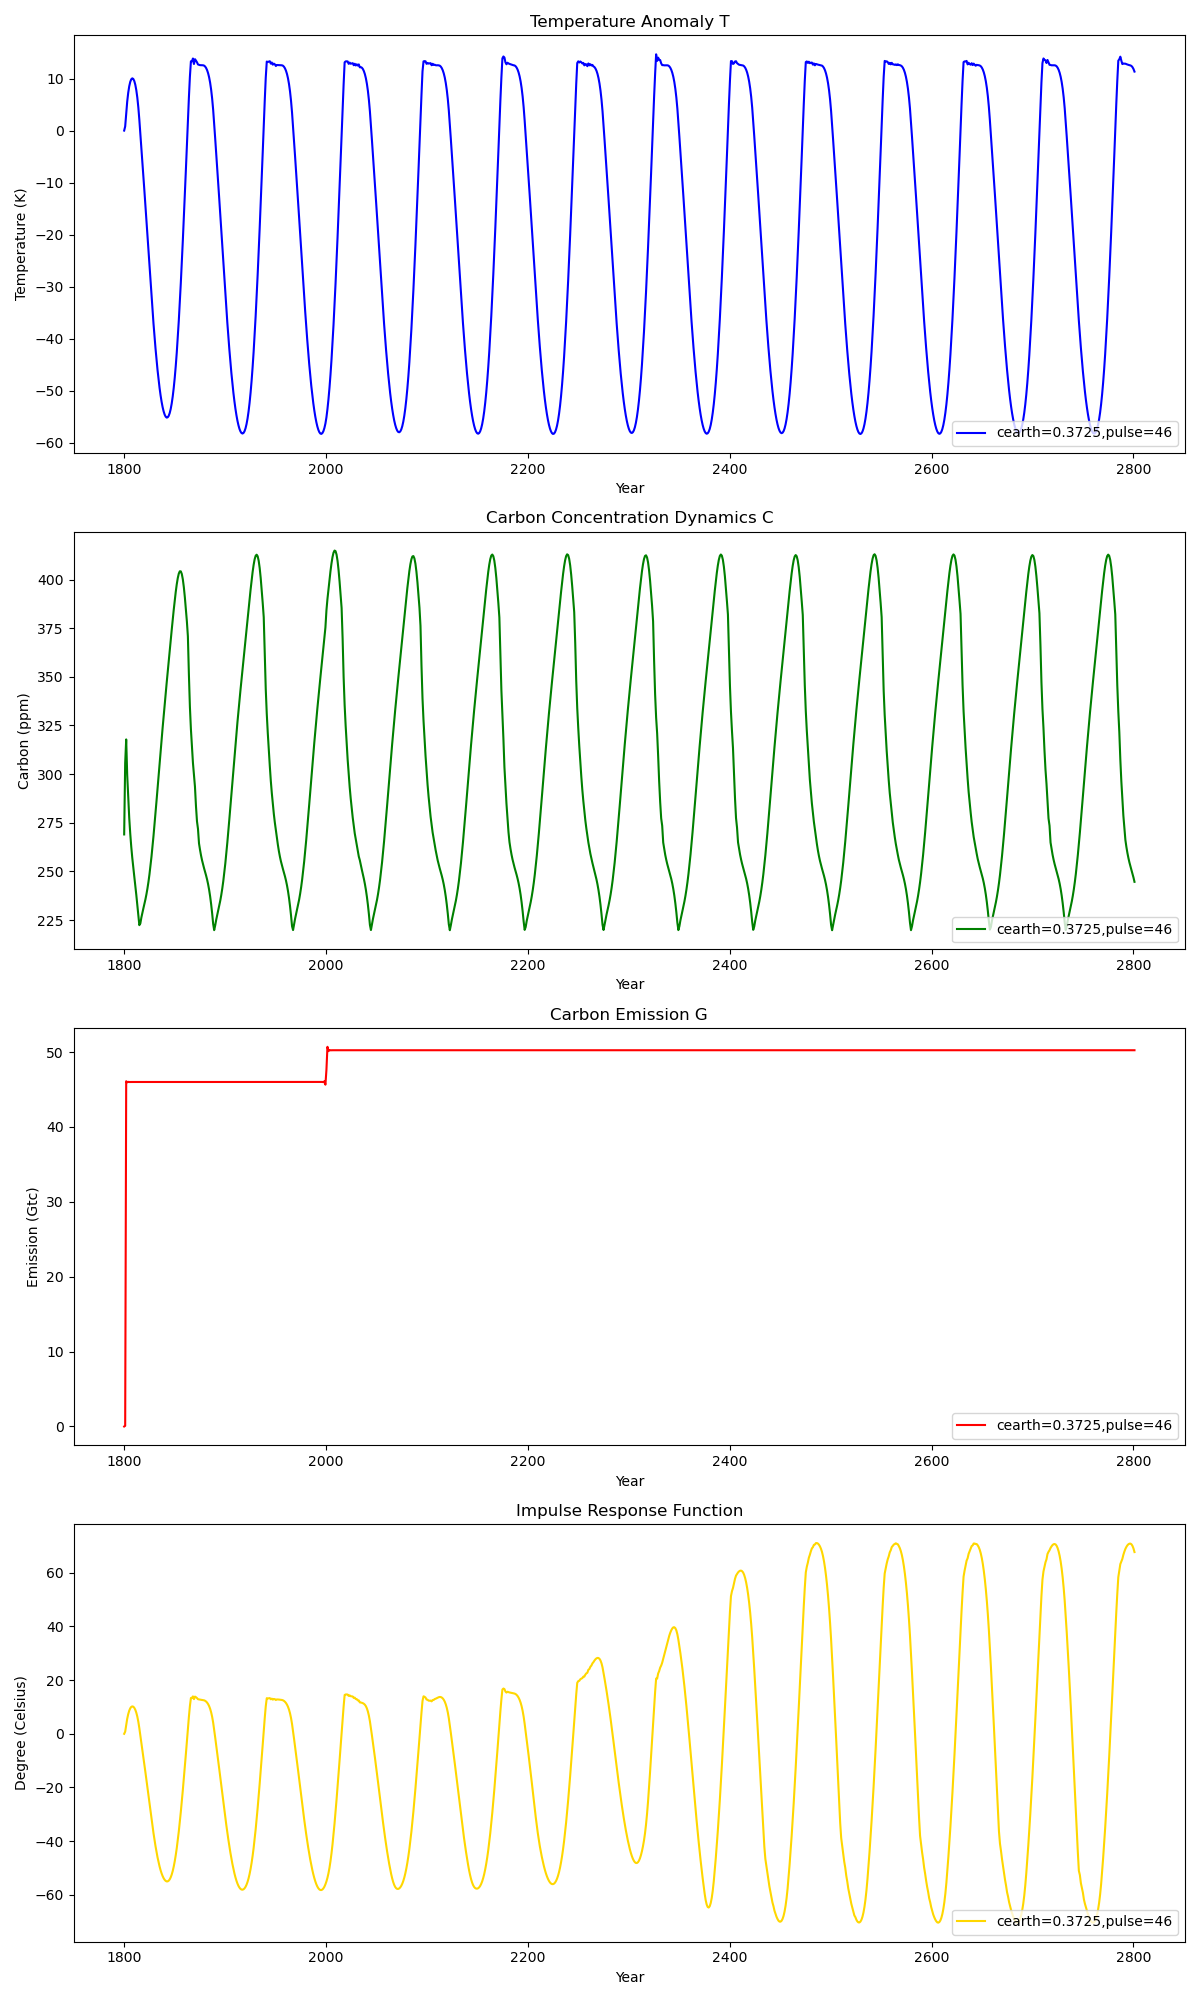 Temperature Anomaly T
Temperature (K)
10
0
−10
−20
−30
−40
−50
−60
cearth=0.3725,pulse=46
1800 2000 2200 2400 2600 2800
Year
Carbon Concentration Dynamics C
Carbon (ppm)
400
375
350
325
300
275
250
225
cearth=0.3725,pulse=46
1800 2000 2200 2400 2600 2800
Year
Carbon Emission G
Emission (Gtc)
50
40
30
20
10
0
cearth=0.3725,pulse=46
1800 2000 2200 2400 2600 2800
Year
Impulse Response Function
Degree (Celsius)
60
40
20
0
−20
−40
−60
cearth=0.3725,pulse=46
1800 2000 2200 2400 2600 2800
Year